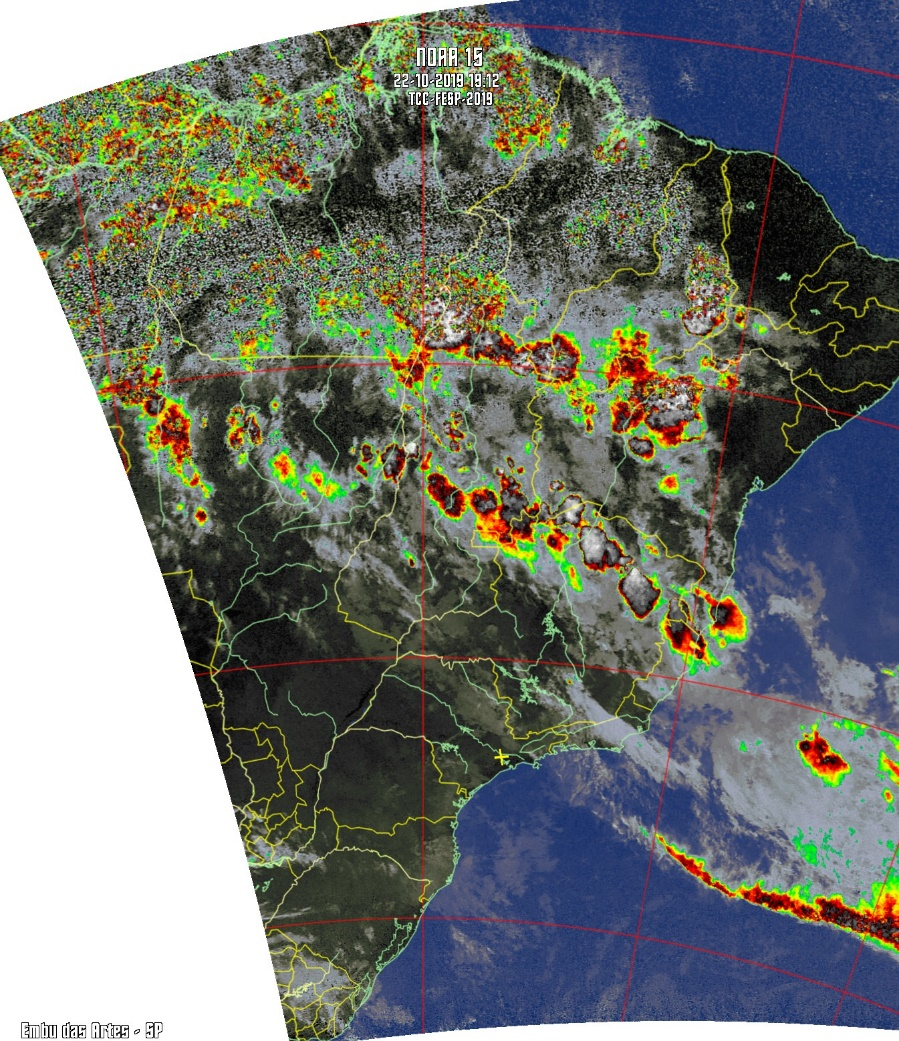 NOAA 15
22-10-2019 19:12
TCC-FESP-2019
Embu das Artes - SP